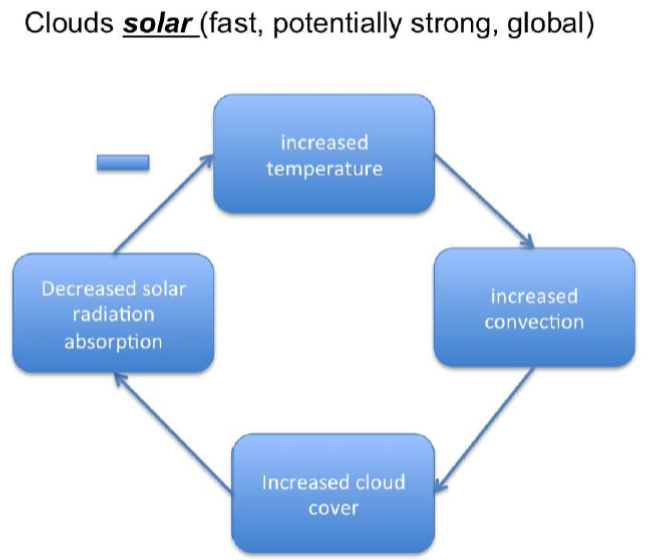 Clouds solar (fast, potentially strong, global)
increased
temperature
increased
convection
Increased cloud
cover
Decreased solar
radiation
absorption